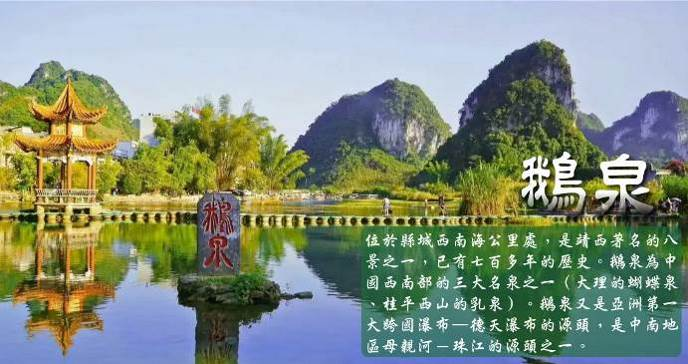 鵝泉
鵝泉
位於縣城西南海公里處，是靖西著名的八
景之一，已有七百多年的歷史。鵝泉為中
國西南部的三大名泉之一（大理的蝴蝶泉
、桂平西山的乳泉）。鵝泉又是亞洲第一
大跨國瀑布—德天瀑布的源頭，是中南地
區母親河－珠江的源頭之一。